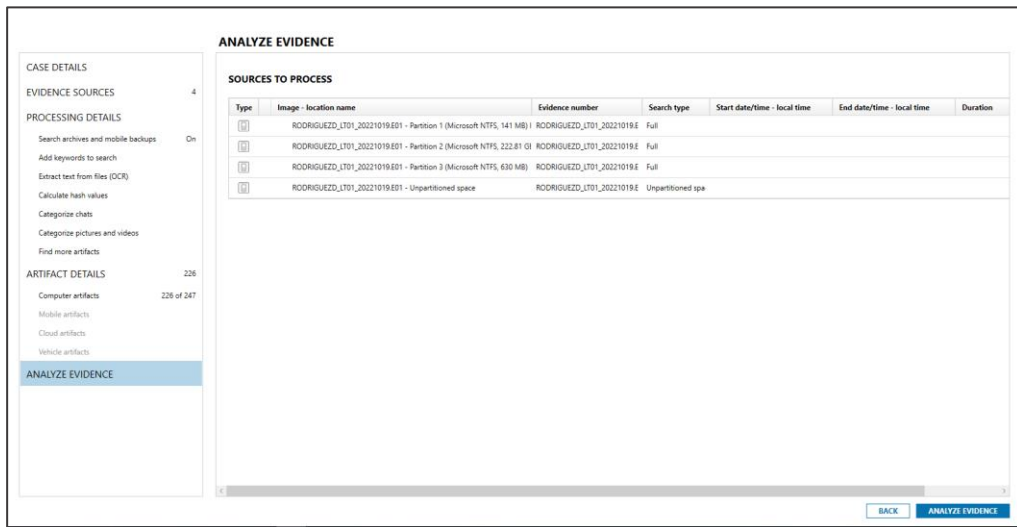 ANALYZE EVIDENCE
CASE DETAILS
EVIDENCE SOURCES 4
PROCESSING DETAILS
Search archives and mobile backups On
Add keywords to search
Extract text from files (OCR)
Calculate hash values
Categorize chats
Categorize pictures and videos
Find more artifacts
ARTIFACT DETAILS 226
Computer artifacts 226 of 247
Mobile artifacts
Cloud artifacts
Vehicle artifacts
ANALYZE EVIDENCE
SOURCES TO PROCESS
Type Image - location name Evidence number Search type Start date/time - local time End date/time - local time Duration
RODRIGUEZD_LT01_20221019.E01 - Partition 1 (Microsoft NTFS, 141 MB) RODRIGUEZD_LT01_20221019.E Full
RODRIGUEZD_LT01_20221019.E01 - Partition 2 (Microsoft NTFS, 222.81 GI RODRIGUEZD_LT01_20221019.E Full
RODRIGUEZD_LT01_20221019.E01 - Partition 3 (Microsoft NTFS, 630 MB) RODRIGUEZD_LT01_20221019.E Full
RODRIGUEZD_LT01_20221019.E01 - Unpartitioned space RODRIGUEZD_LT01_20221019.E Unpartitioned spa
BACK ANALYZE EVIDENCE